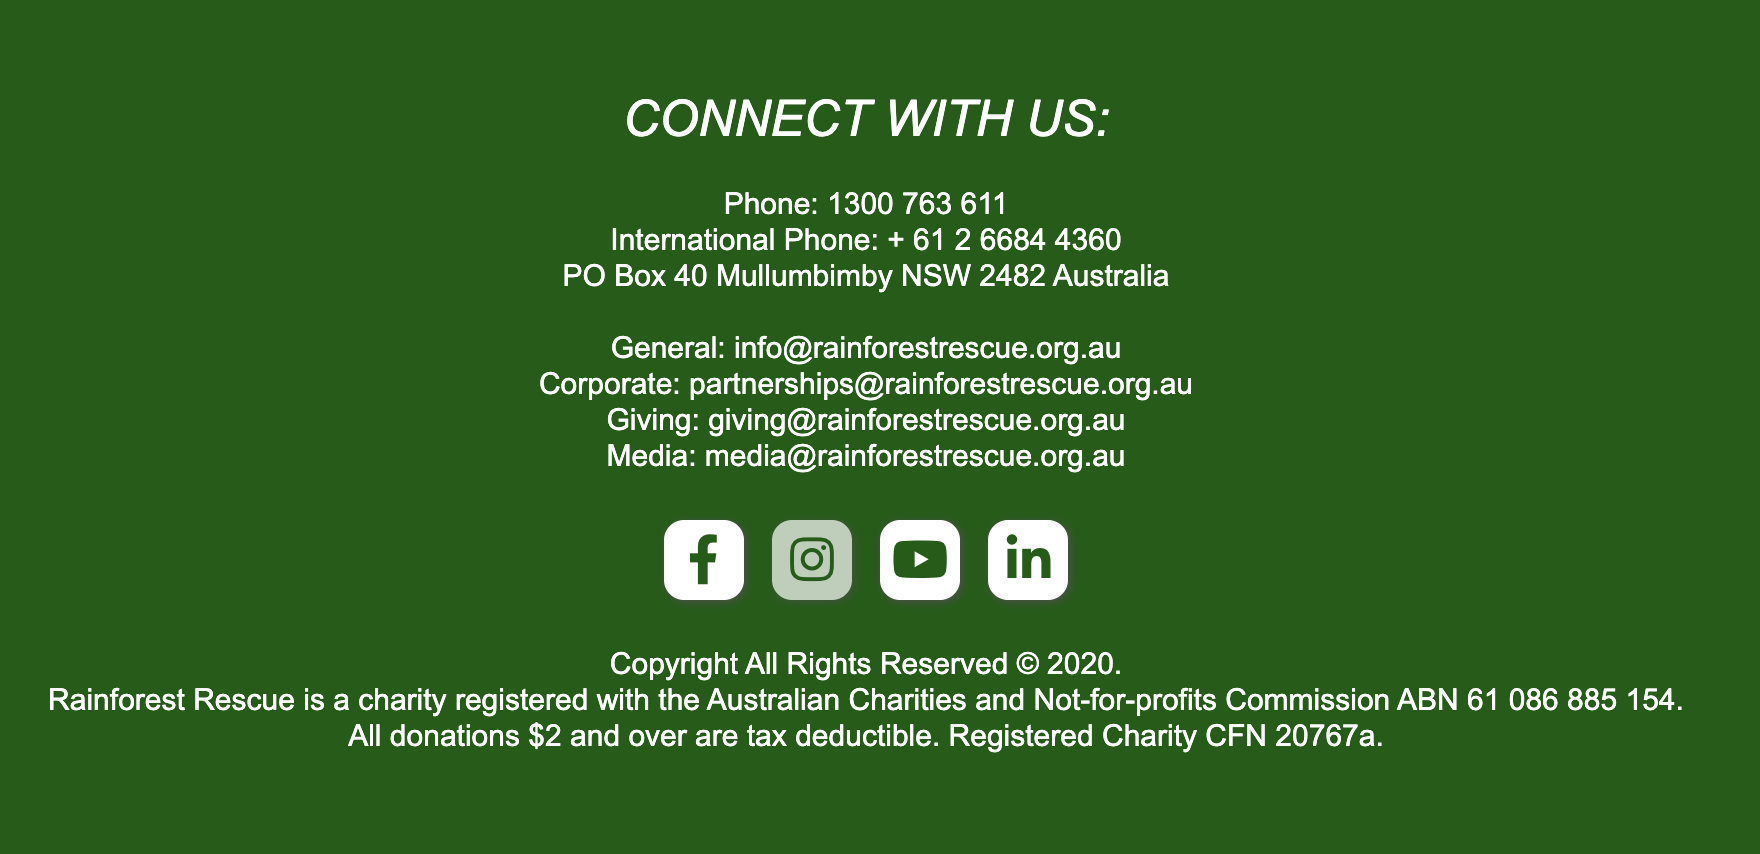 CONNECT WITH US:
Phone: 1300 763 611
International Phone: + 61 2 6684 4360
PO Box 40 Mullumbimby NSW 2482 Australia
General: info@rainforestrescue.org.au
Corporate: partnerships@rainforestrescue.org.au
Giving: giving@rainforestrescue.org.au
Media: media@rainforestrescue.org.au
Copyright All Rights Reserved © 2020.
Rainforest Rescue is a charity registered with the Australian Charities and Not-for-profits Commission ABN 61 086 885 154.
All donations $2 and over are tax deductible. Registered Charity CFN 20767a.